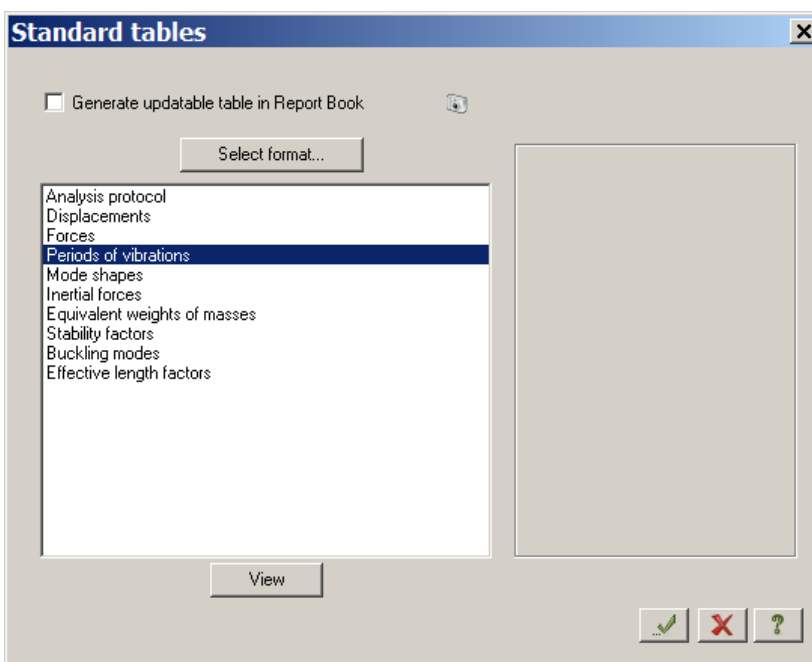 Standard tables
Generate updatable table in Report Book
Select format...
Analysis protocol
Displacements
Forces
Periods of vibrations
Mode shapes
Inertial forces
Equivalent weights of masses
Stability factors
Buckling modes
Effective length factors
View
?